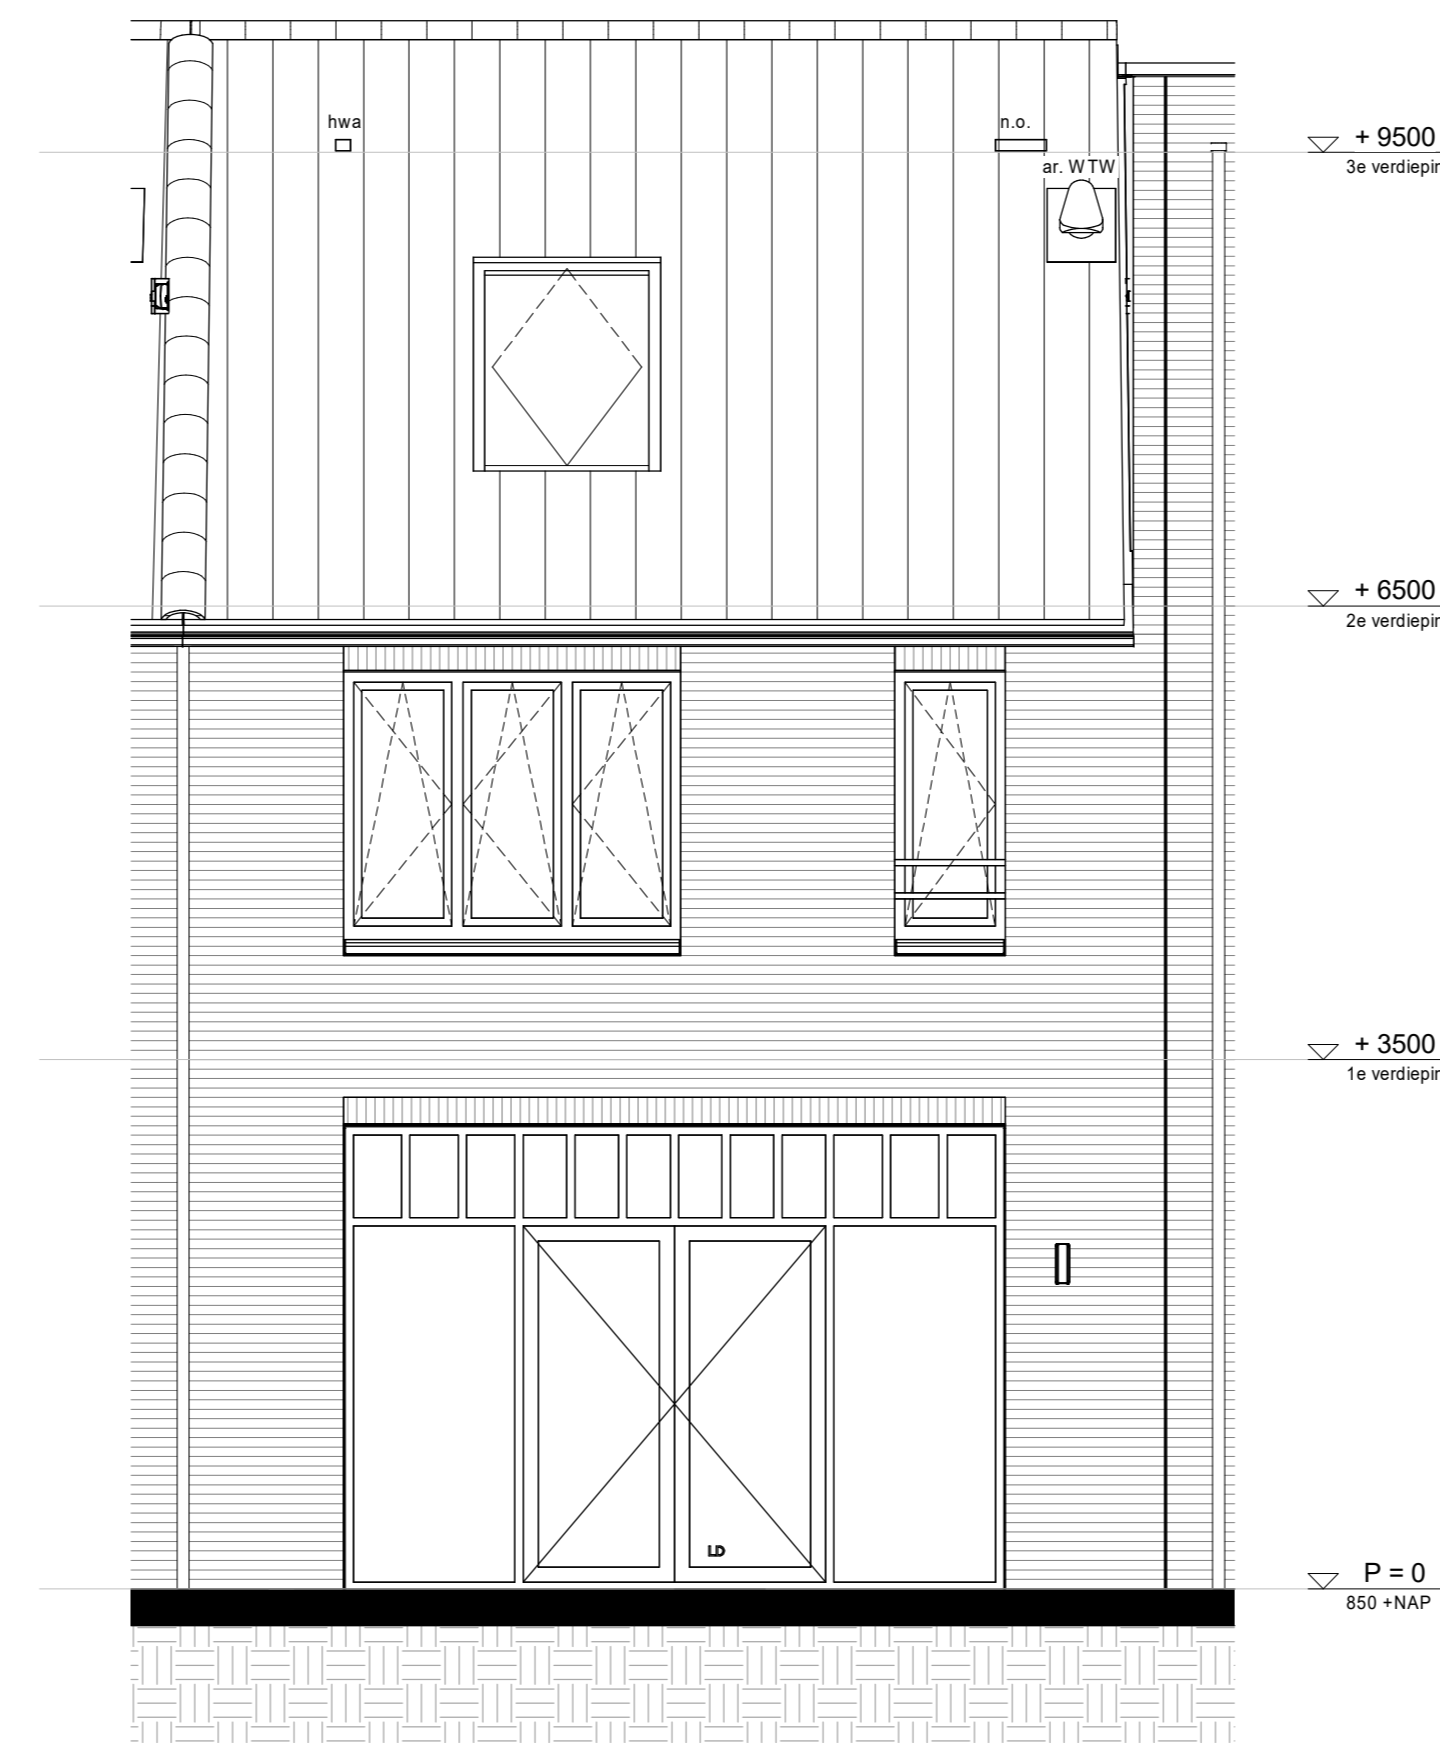 hwa
n.o.
+ 9500
ar. WTW
3e verdiepin
+ 6500
2e verdiepin
+ 3500
1e verdiepin
LD
P = 0
850 +NAP